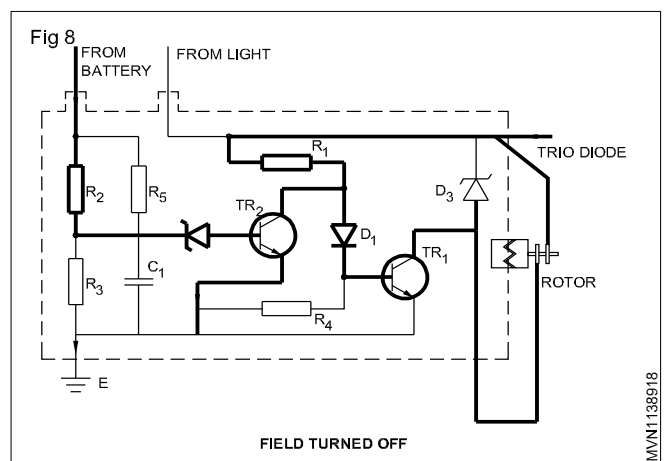 Fig 8
FROM BATTERY
FROM LIGHT
R1
TRIO DIODE
R2
R5
TR2
D3
D1
TR1
R3
C1
ROTOR
R4
E
FIELD TURNED OFF
MVN1138918